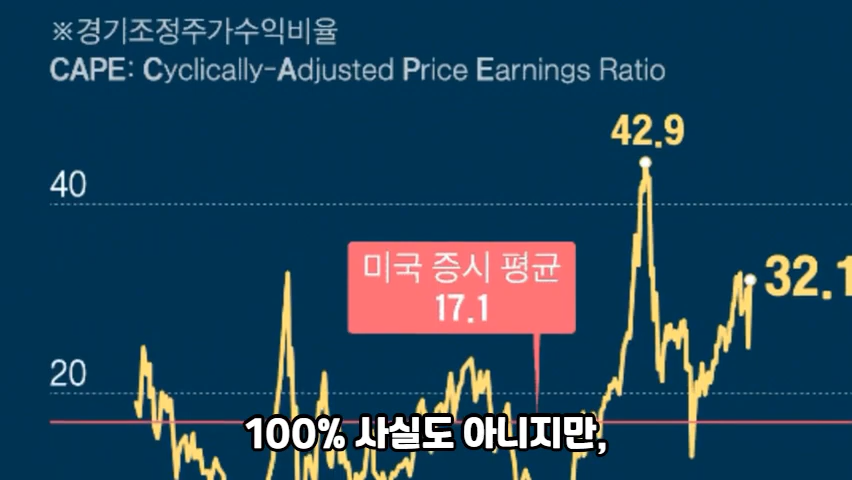 ※경기조정주가수익비율
CAPE: Cyclically-Adjusted Price Earnings Ratio
42.9
40
미국 증시 평균
17.1
32.1
20
100% 사실도 아니지만,